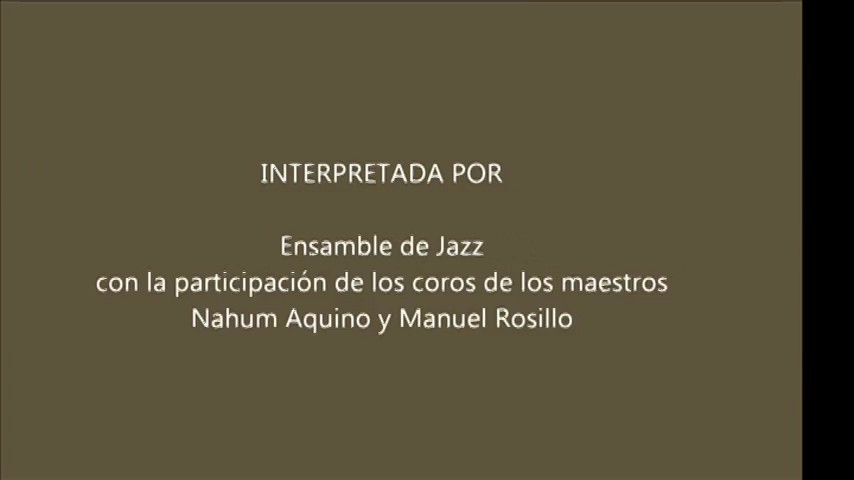 INTERPRETADA POR
Ensamble de Jazz
con la participación de los coros de los maestros
Nahum Aquino y Manuel Rosillo